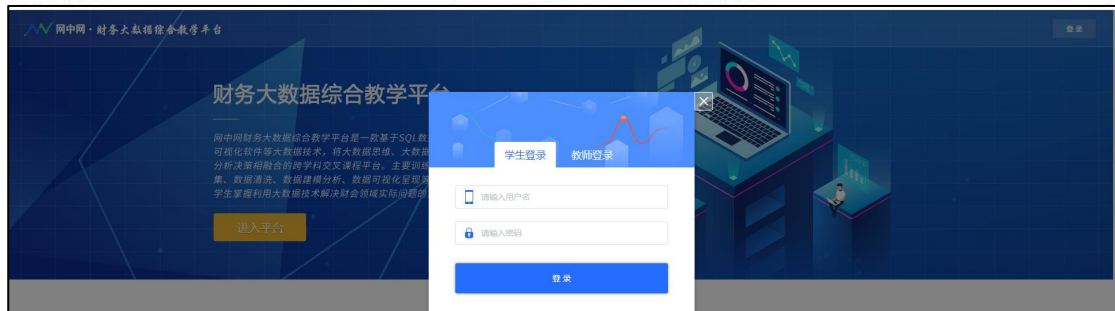 网中网·财务大数据综合教学平台
登录
财务大数据综合教学平
网中网财务大数据综合教学平台是一款基于SQL数
可视化软件等大数据技术，将大数据思维、大数据
分析决策相融合的跨学科交叉课程平台。主要训练
集、数据清洗、数据建模分析、数据可视化呈现等
学生掌握利用大数据技术解决财会领域实际问题的
进入平台
学生登录 教师登录
请输入用户名
请输入密码
登录